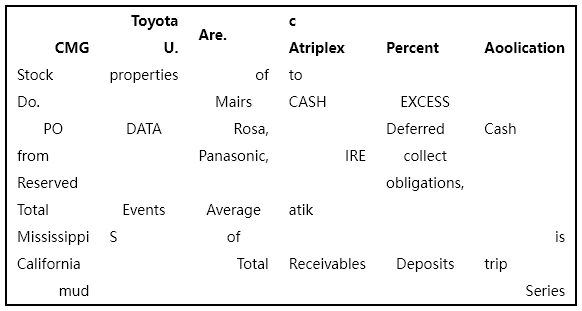 Toyota c
CMG U. Are. Atriplex Percent Aoolication
Stock properties of to
Do. Mairs CASH EXCESS
PO DATA Rosa, Deferred Cash
from Panasonic, IRE collect
Reserved obligations,
Total Events Average atik
Mississippi S of is
California Total Receivables Deposits trip
mud Series